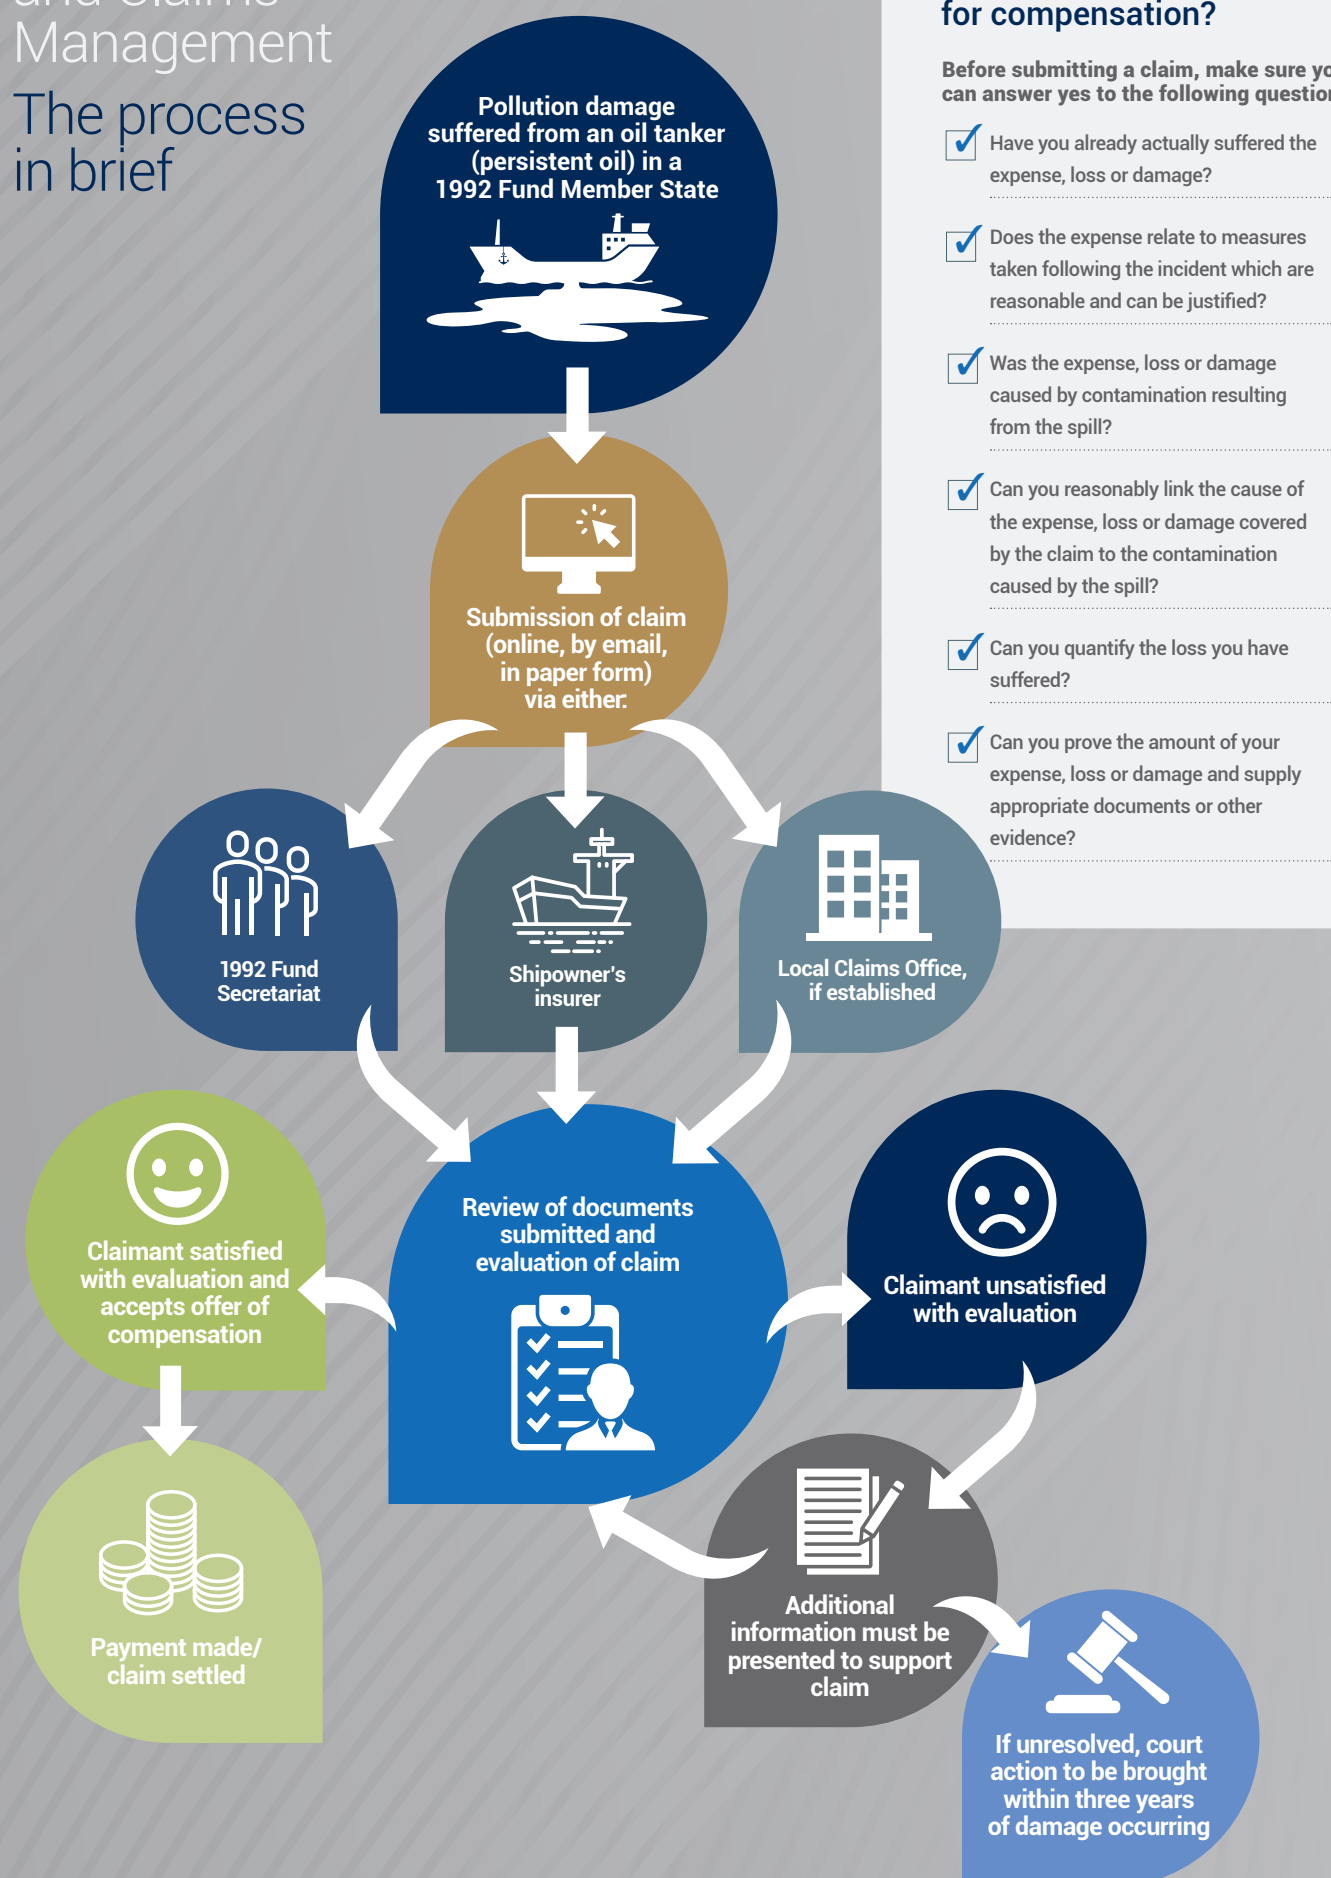 and Claims
Management
The process
in brief
Pollution damage
suffered from an oil tanker
(persistent oil) in a
1992 Fund Member State
Submission of claim
(online, by email,
in paper form)
via either:
1992 Fund
Secretariat
Shipowner's
insurer
Local Claims Office,
if established
Review of documents
submitted and
evaluation of claim
Claimant satisfied
with evaluation and
accepts offer of
compensation
Payment made/
claim settled
Claimant unsatisfied
with evaluation
Additional
information must be
presented to support
claim
If unresolved, court
action to be brought
within three years
of damage occurring
for compensation?
Before submitting a claim, make sure yo
can answer yes to the following question
Have you already actually suffered the
expense, loss or damage?
Does the expense relate to measures
taken following the incident which are
reasonable and can be justified?
Was the expense, loss or damage
caused by contamination resulting
from the spill?
Can you reasonably link the cause of
the expense, loss or damage covered
by the claim to the contamination
caused by the spill?
Can you quantify the loss you have
suffered?
Can you prove the amount of your
expense, loss or damage and supply
appropriate documents or other
evidence?